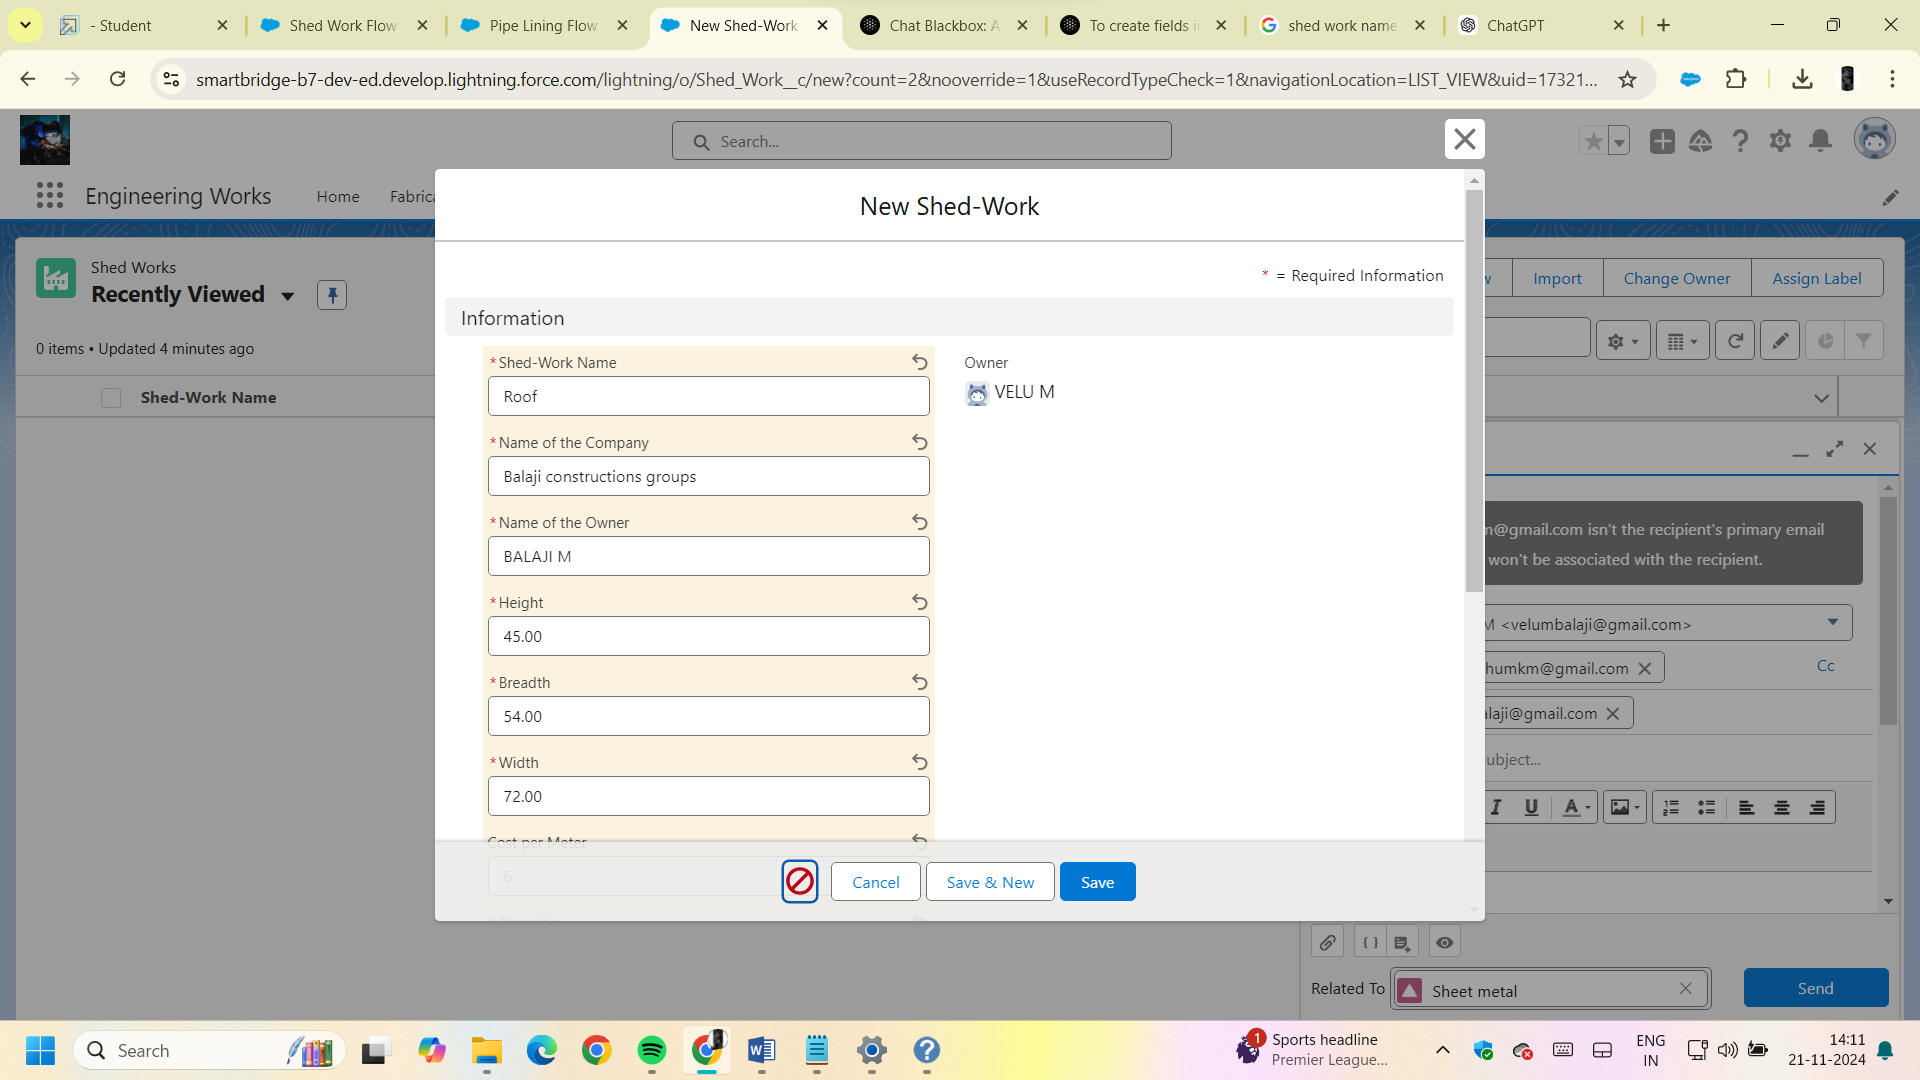 - Student
Shed Work Flow
Pipe Lining Flow
New Shed-Work
Chat Blackbox: A
To create fields i
shed work name
ChatGPT
smartbridge-b7-dev-ed.develop.lightning.force.com/lightning/o/Shed_Work__c/new?count=2&nooverride=1&useRecordTypeCheck=1&navigationLocation=LIST_VIEW&uid=17321...
Search...
Engineering Works
Home
Fabrica
New Shed-Work
* = Required Information
Information
Shed Works
Recently Viewed
Import
Change Owner
Assign Label
0 items • Updated 4 minutes ago
Shed-Work Name
*Shed-Work Name
Roof
Owner
VELU M
*Name of the Company
Balaji constructions groups
*Name of the Owner
BALAJI M
*Height
45.00
*Breadth
54.00
*Width
72.00
Cost per Meter
6
Cancel
Save & New
Save
m@gmail.com isn't the recipient's primary email
won't be associated with the recipient.
M <velumbalaji@gmail.com>
humkm@gmail.com
Cc
alaji@gmail.com
ubject...
Related To
Sheet metal
Send
Search
1
Sports headline
Premier League...
ENG
IN
14:11
21-11-2024